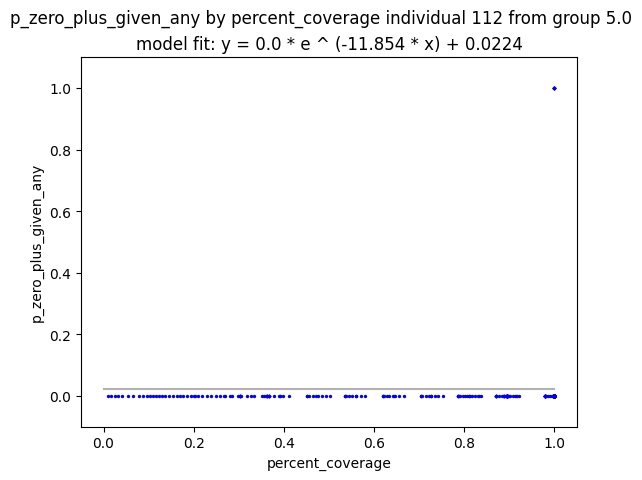 p_zero_plus_given_any by percent_coverage individual 112 from group 5.0
model fit: y = 0.0 * e ^ (-11.854 * x) + 0.0224
p_zero_plus_given_any
1.0
0.8
0.6
0.4
0.2
0.0
0.0 0.2 0.4 0.6 0.8 1.0
percent_coverage